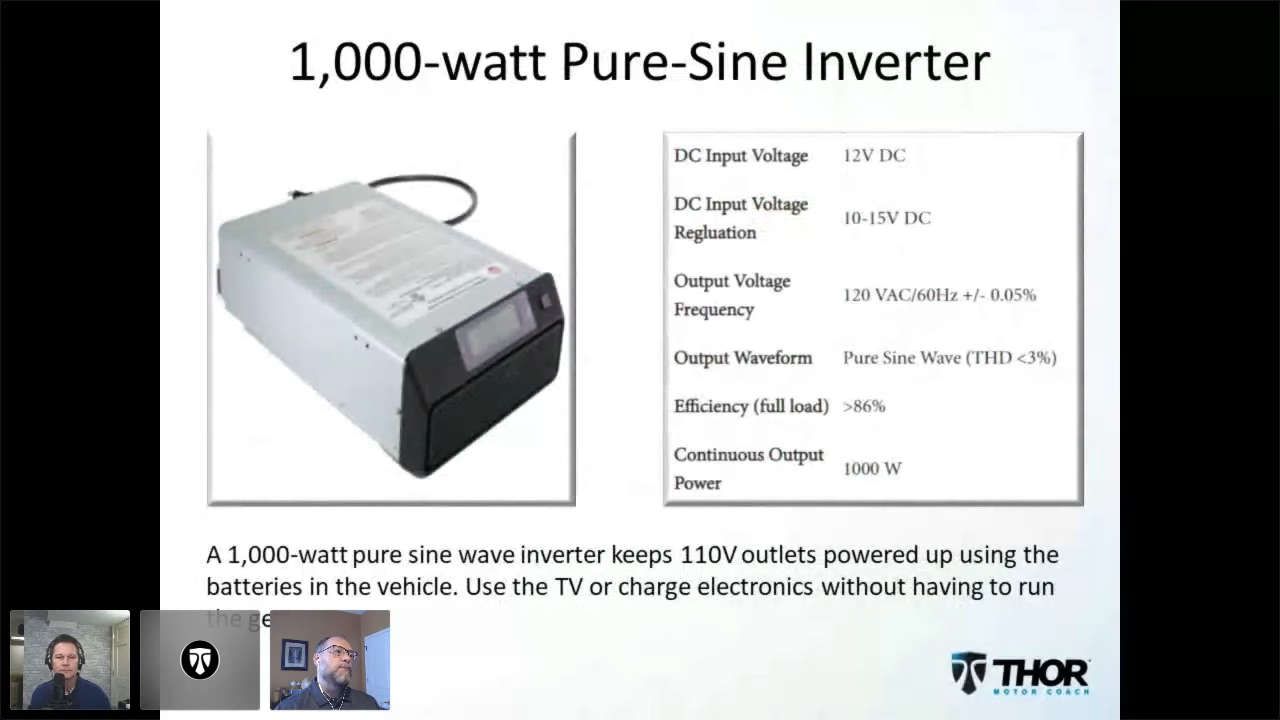 1,000-watt Pure-Sine Inverter
DC Input Voltage 12V DC
DC Input Voltage
Regluation
10-15V DC
Output Voltage
Frequency
120 VAC/60Hz +/- 0.05%
Output Waveform Pure Sine Wave (THD <3%)
Efficiency (full load) >86%
Continuous Output
Power
1000 W
A 1,000-watt pure sine wave inverter keeps 110V outlets powered up using the
batteries in the vehicle. Use the TV or charge electronics without having to run
the
THOR
MOTOR COACH